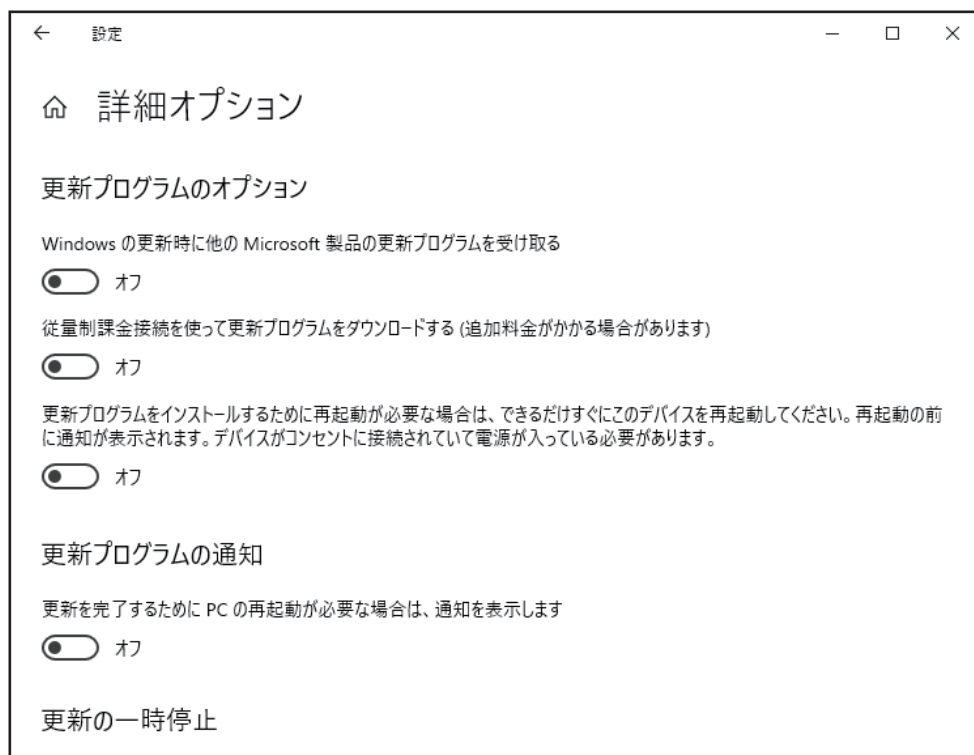 設定
詳細オプション
更新プログラムのオプション
Windows の更新時に他の Microsoft 製品の更新プログラムを受け取る
オフ
従量制課金接続を使って更新プログラムをダウンロードする (追加料金がかかる場合があります)
オフ
更新プログラムをインストールするために再起動が必要な場合は、できるだけすぐにこのデバイスを再起動してください。再起動の前
に通知が表示されます。デバイスがコンセントに接続されていて電源が入っている必要があります。
オフ
更新プログラムの通知
更新を完了するために PC の再起動が必要な場合は、通知を表示します
オフ
更新の一時停止